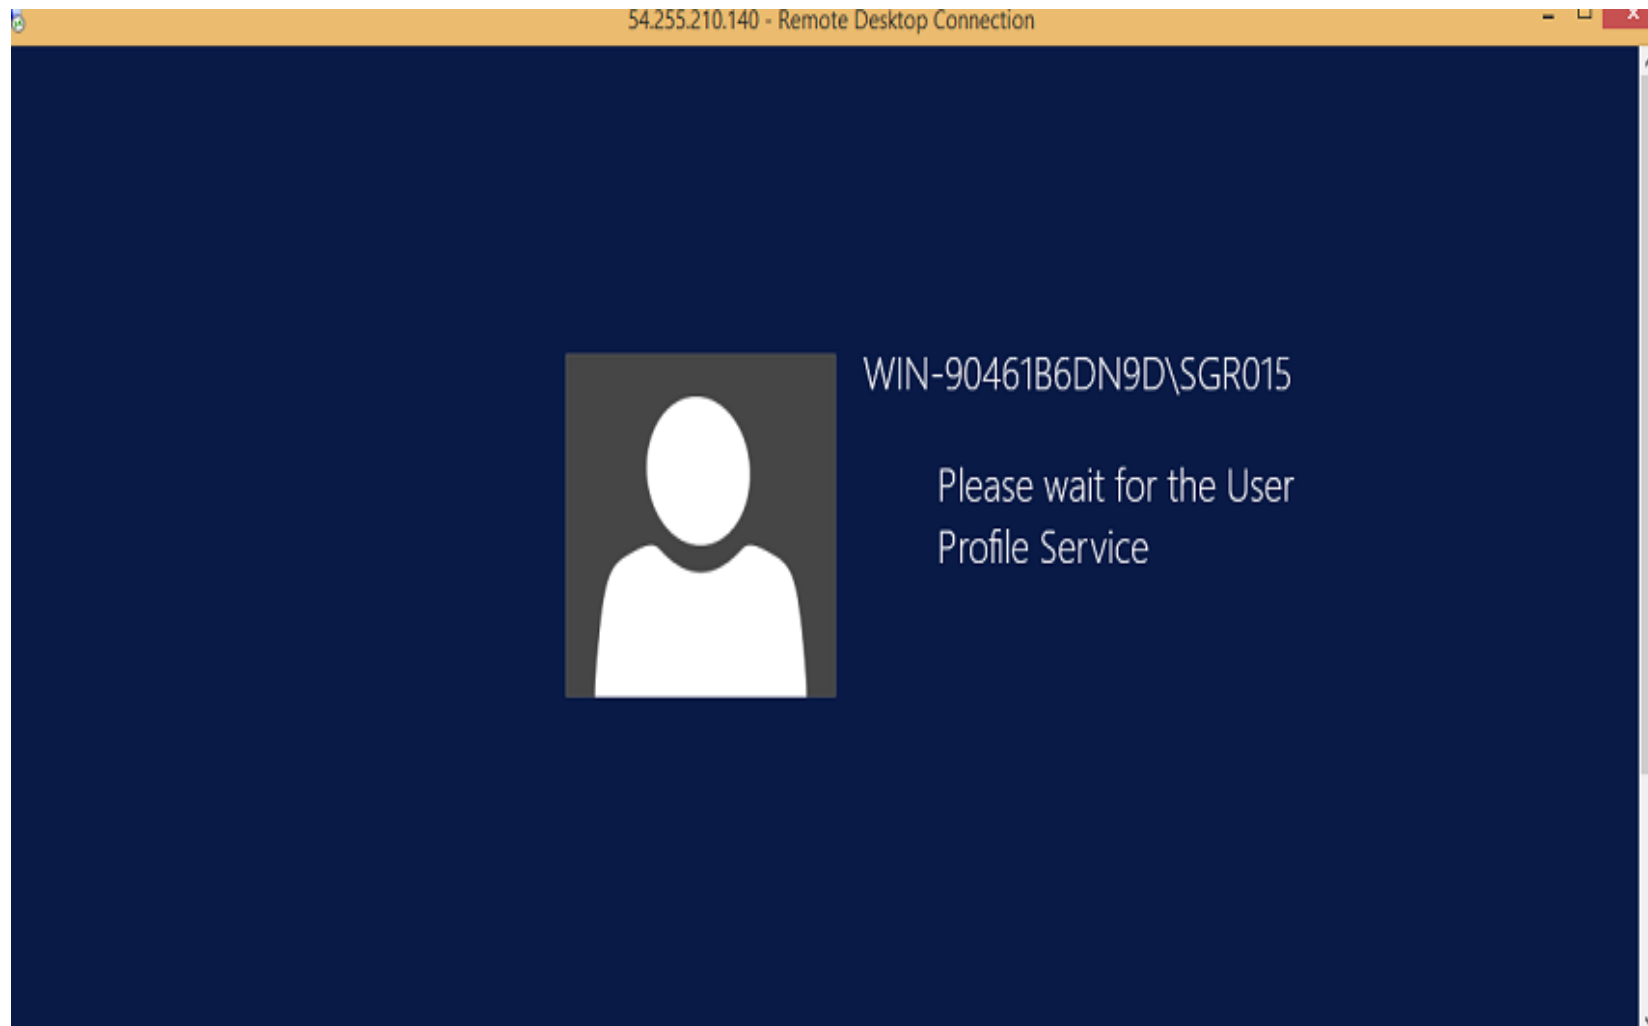 54.255.210.140 - Remote Desktop Connection
WIN-90461B6DN9D\SGR015
Please wait for the User
Profile Service